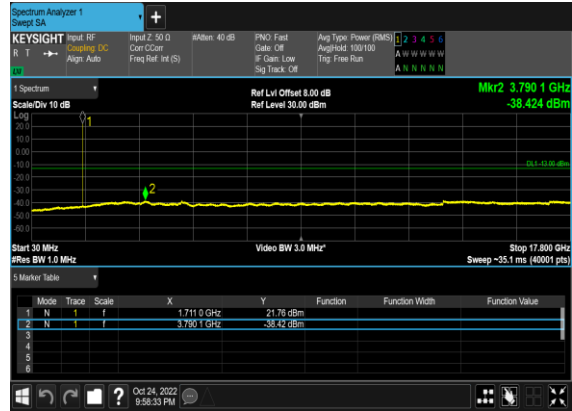 Spectrum Analyzer 1
Swept SA
+
KEYSIGHT
R T
LW
Input: RF
Coupling: DC
Align: Auto
Input Z: 50 Ω
Corr CCorr
Freq Ref: Int (S)
#Atten: 40 dB
PNO: Fast
Gate: Off
IF Gain: Low
Sig Track: Off
Avg Type: Power (RMS)
Avg|Hold: 100/100
Trig: Free Run
1 2 3 4 5 6
A W W W W W
A N N N N N
1 Spectrum
Scale/Div 10 dB
Ref Lvl Offset 8.00 dB
Ref Level 30.00 dBm
Mkr2 3.790 1 GHz
-38.424 dBm
Log
20.0
10.0
0.00
-10.0
-20.0
-30.0
-40.0
-50.0
-60.0
1
2
DL1 -13.00 dBm
Start 30 MHz
#Res BW 1.0 MHz
Video BW 3.0 MHz*
Stop 17.800 GHz
Sweep ~35.1 ms (40001 pts)
5 Marker Table
Mode Trace Scale X Y Function Function Width Function Value
1 N 1 f 1.711 0 GHz 21.76 dBm
2 N 1 f 3.790 1 GHz -38.42 dBm
3
4
5
6
?
Oct 24, 2022
9:58:33 PM